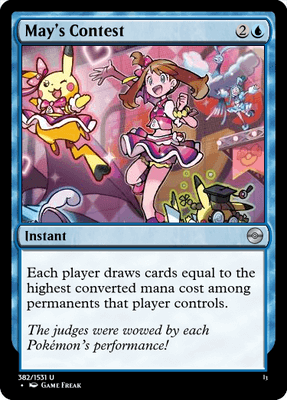 May's Contest 2
Instant
Each player draws cards equal to the
highest converted mana cost among
permanents that player controls.
The judges were wowed by each
Pokémon's performance!
382/1531 U
GAME FREAK